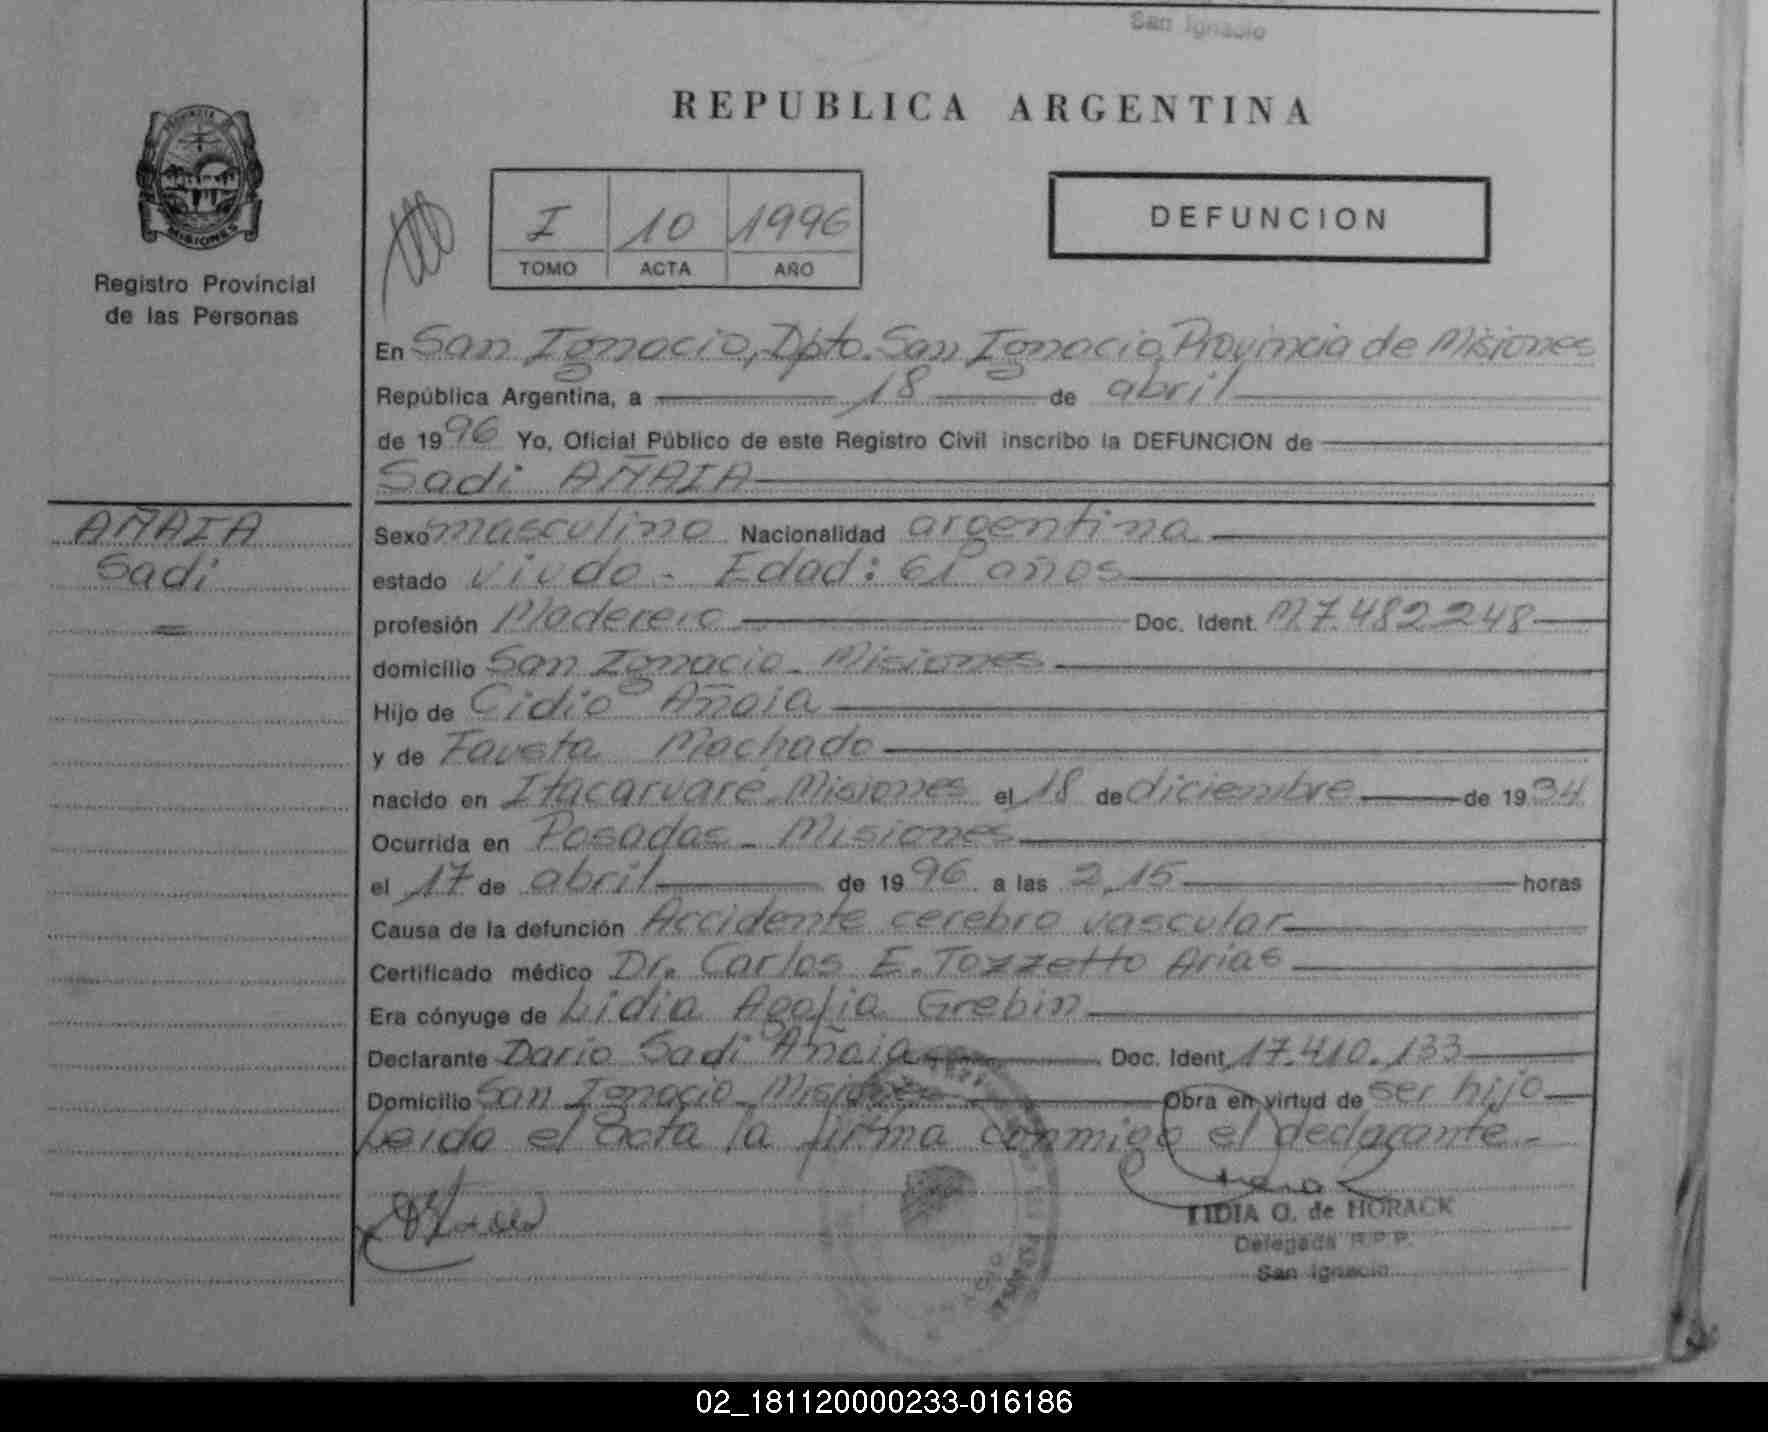 San Ignacio
REPUBLICA ARGENTINA
PROVINCIA
MISIONES
Registro Provincial
de las Personas
I 10 1996
TOMO ACTA AÑO
DEFUNCION
En San Ignacio, Dpto. San Ignacio, Provincia de Misiones
República Argentina, a 18 de abril
de 1996 Yo, Oficial Público de este Registro Civil inscribo la DEFUNCION de
Sadi AÑAIA
AÑAIA
Sadi
Sexo masculino Nacionalidad argentina
estado viudo - Edad: 61 años
profesión Maderero Doc. Ident. M.7.482.248
domicilio San Ignacio - Misiones
Hijo de Cidio Añaia
y de Fausta Machado
nacido en Itacaruaré, Misiones el 18 de diciembre de 1934
Ocurrida en Posadas - Misiones
el 17 de abril de 1996 a las 2,15 horas
Causa de la defunción Accidente cerebro vascular
Certificado médico Dr. Carlos E. Tozzetto Arias
Era cónyuge de Lidia Agafia Grebin
Declarante Dario Sadi Añaia Doc. Ident. 17.410.133
Domicilio San Ignacio - Misiones Obra en virtud de ser hijo
Leida el acta la firma conmigo el declarante.-
LIDIA O. de HORACK
Delegada R.P.P.
San Ignacio
02_181120000233-016186